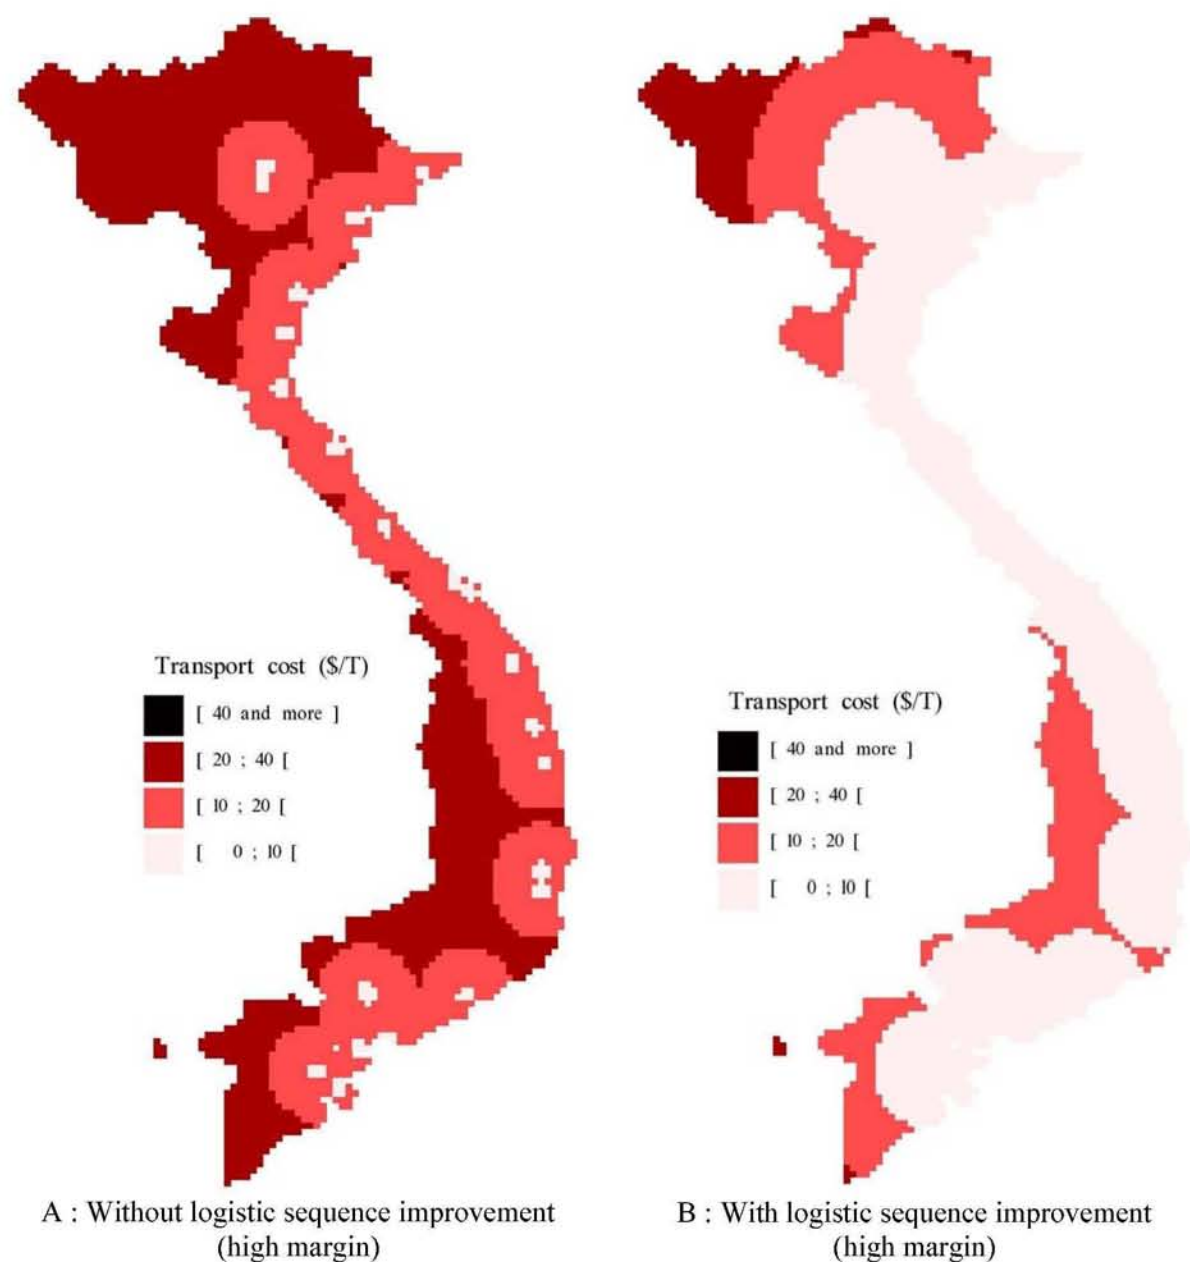 Transport cost ($/T)
[ 40 and more ]
[ 20 ; 40 [
[ 10 ; 20 [
[ 0 ; 10 [
Transport cost ($/T)
[ 40 and more ]
[ 20 ; 40 [
[ 10 ; 20 [
[ 0 ; 10 [
A : Without logistic sequence improvement
(high margin)
B : With logistic sequence improvement
(high margin)